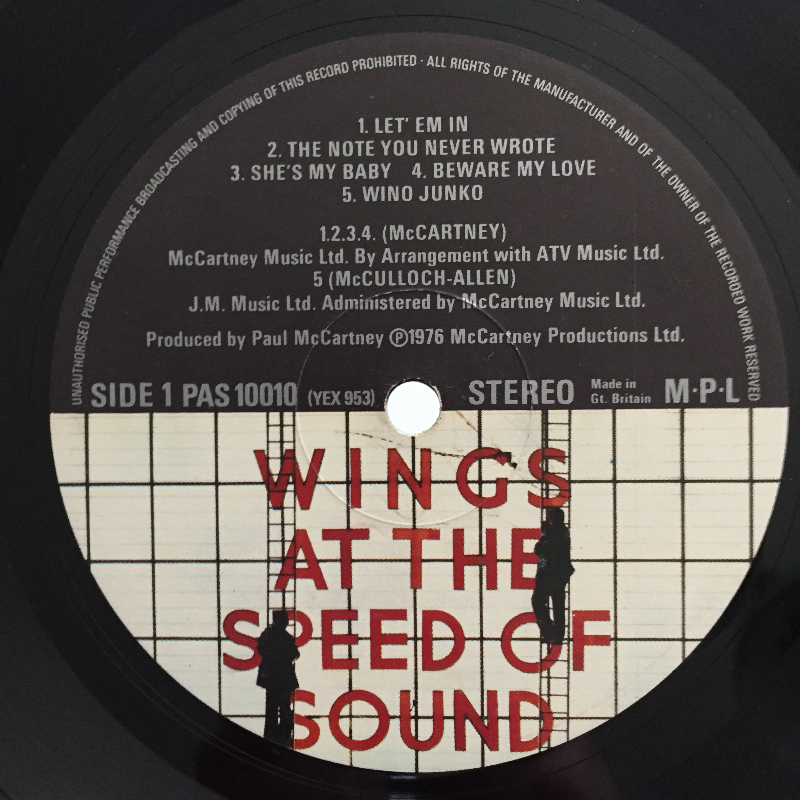 UNAUTHORISED PUBLIC PERFORMANCE BROADCASTING AND COPYING OF THIS RECORD PROHIBITED · ALL RIGHTS OF THE MANUFACTURER AND OF THE OWNER OF THE RECORDED WORK RESERVED
1. LET' EM IN
2. THE NOTE YOU NEVER WROTE
3. SHE'S MY BABY 4. BEWARE MY LOVE
5. WINO JUNKO
1.2.3.4. (McCARTNEY)
McCartney Music Ltd. By Arrangement with ATV Music Ltd.
5 (McCULLOCH-ALLEN)
J.M. Music Ltd. Administered by McCartney Music Ltd.
Produced by Paul McCartney ℗1976 McCartney Productions Ltd.
SIDE 1 PAS 10010 (YEX 953) STEREO Made in Gt. Britain M·P·L
WINGS
AT THE
SPEED OF
SOUND